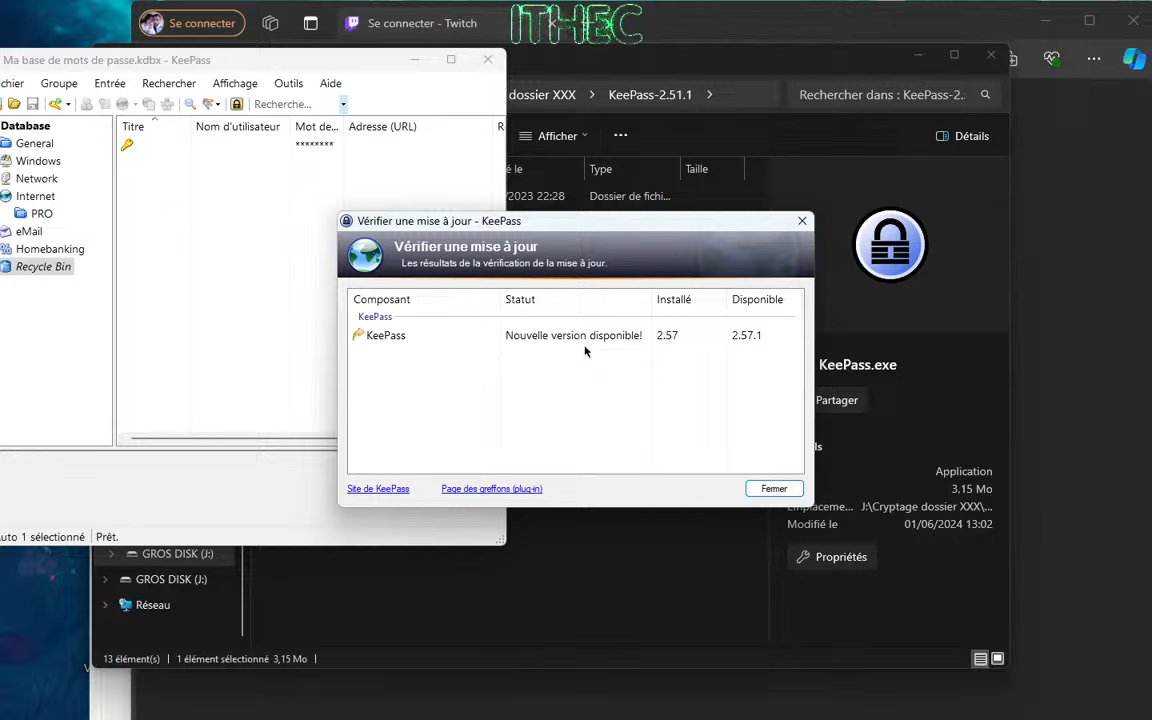 Se connecter
Se connecter - Twitch
ITHEC
Ma base de mots de passe.kdbx - KeePass
chier Groupe Entrée Rechercher Affichage Outils Aide
Recherche...
Database
General
Windows
Network
Internet
PRO
eMail
Homebanking
Recycle Bin
Titre Nom d'utilisateur Mot de... Adresse (URL) R
********
uto 1 sélectionné Prêt.
dossier XXX > KeePass-2.51.1 >
Rechercher dans : KeePass-2..
Afficher ...
Détails
é le Type Taille
/2023 22:28 Dossier de fichi...
Vérifier une mise à jour - KeePass
Vérifier une mise à jour
Les résultats de la vérification de la mise à jour.
Composant Statut Installé Disponible
KeePass
KeePass Nouvelle version disponible! 2.57 2.57.1
Site de KeePass Page des greffons (plug-in) Fermer
KeePass.exe
Partager
ls
Application
3,15 Mo
Emplaceme... J:\Cryptage dossier XXX\...
Modifié le 01/06/2024 13:02
Propriétés
GROS DISK (J:)
GROS DISK (J:)
Réseau
13 élément(s) 1 élément sélectionné 3,15 Mo